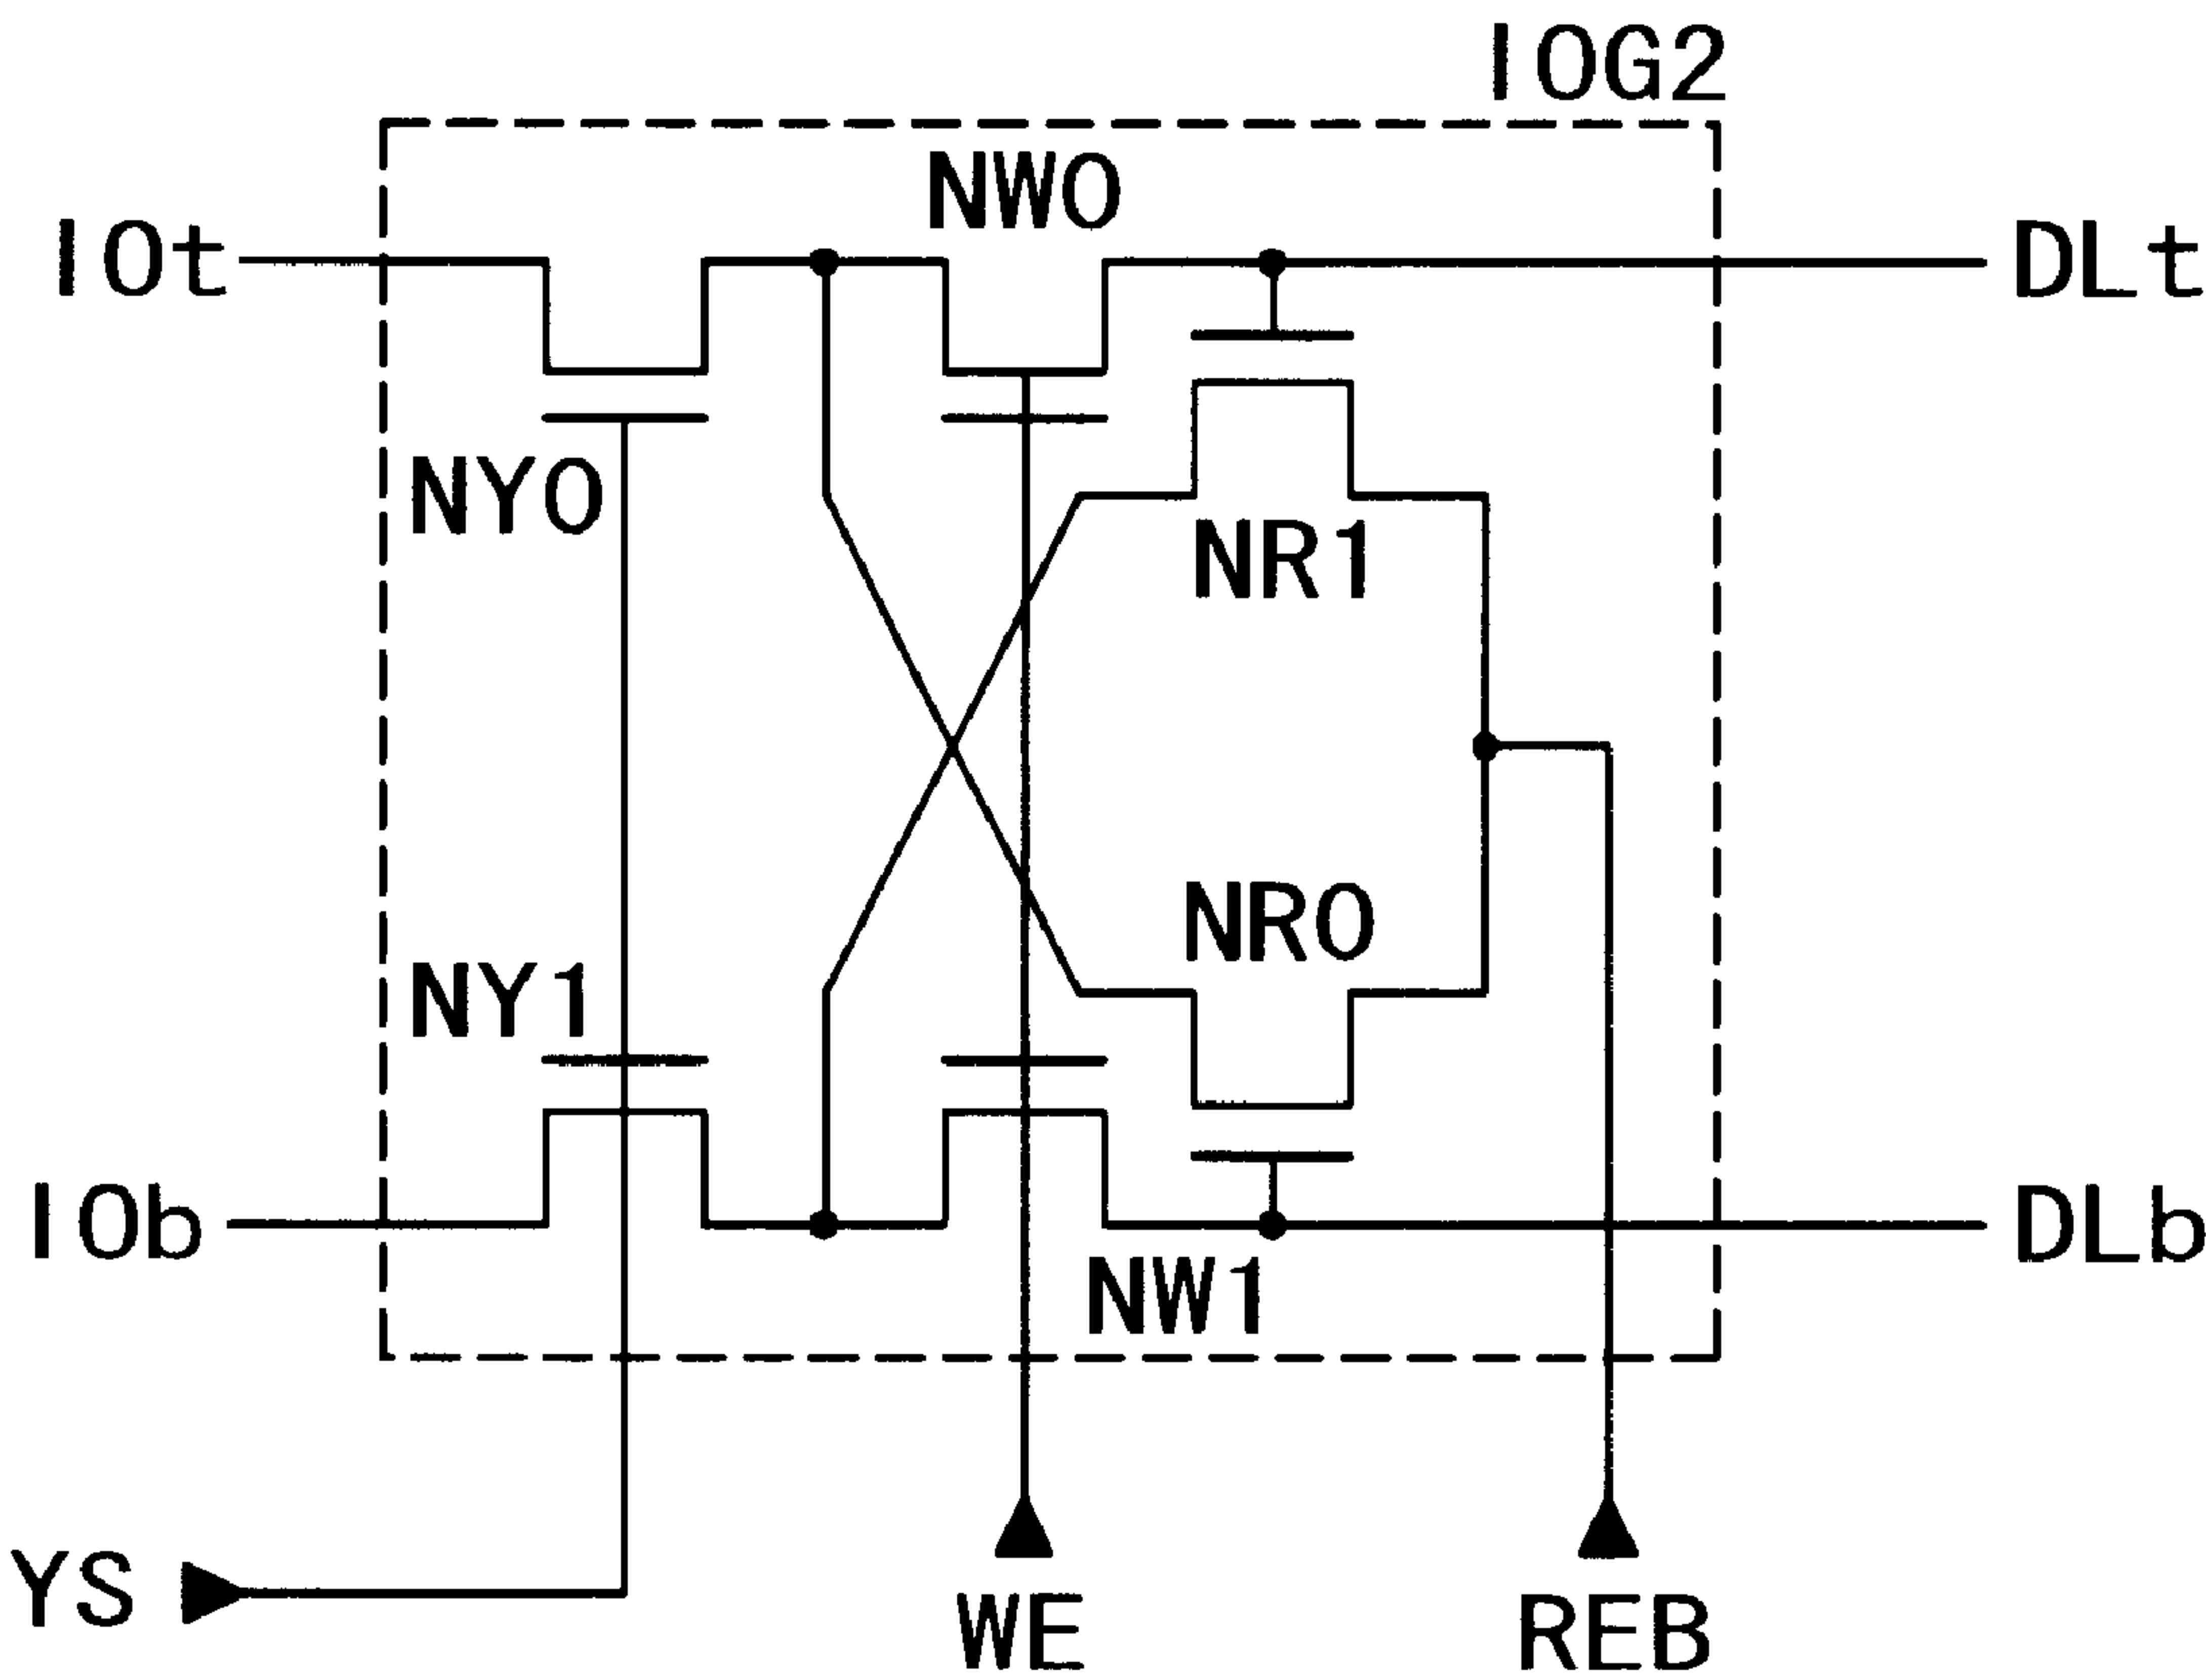 IOG2
NW0
IOt
DLt
NY0
NR1
NR0
NY1
IOb
DLb
NW1
YS
WE
REB